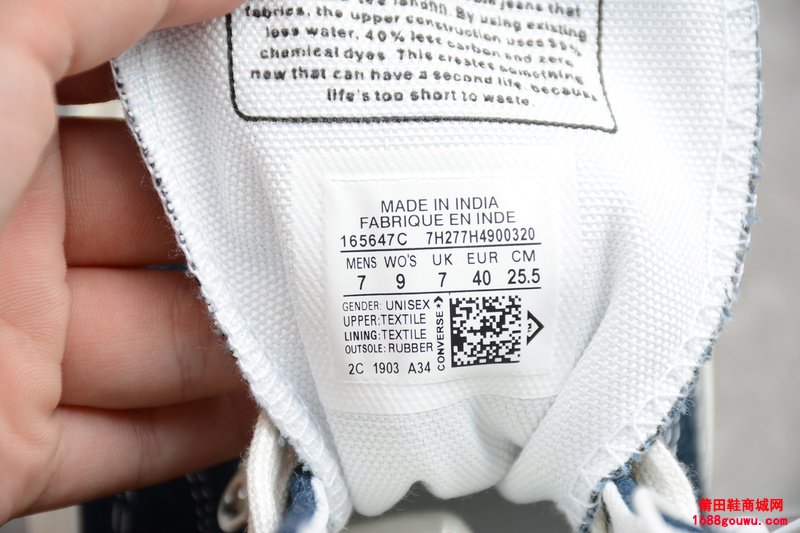 jeans that
fabrics, the upper construction uses 88%
less water, 40% less carbon and zero
chemical dyes. This creates something
new that can have a second life, because
life's too short to waste.
MADE IN INDIA
FABRIQUE EN INDE
165647C 7H277H4900320
MENS WO'S UK EUR CM
7 9 7 40 25.5
GENDER: UNISEX
UPPER:TEXTILE
LINING:TEXTILE
OUTSOLE: RUBBER
CONVERSE
2C 1903 A34
莆田鞋商城网
1688gouwu.com